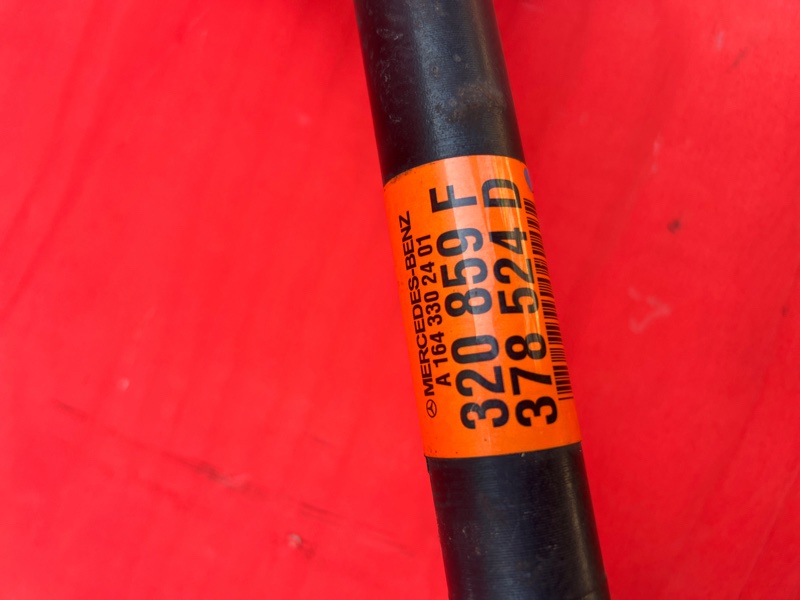 MERCEDES-BENZ
A 164 330 24 01
320 859 F
378 524 D